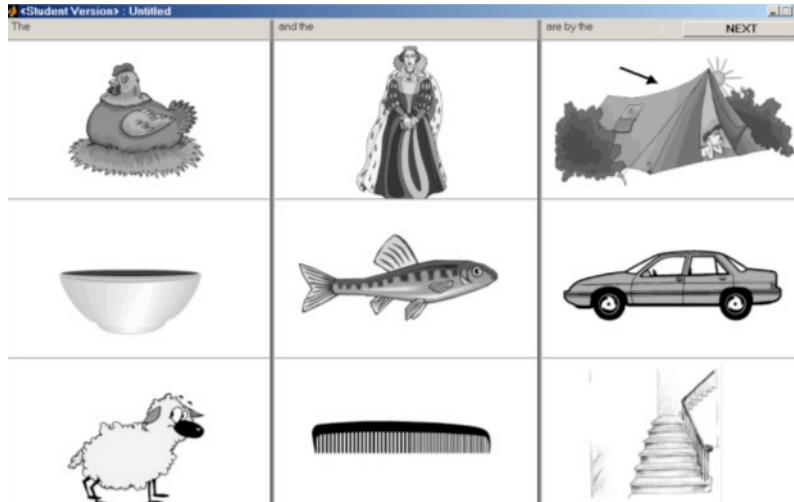 <Student Version> : Untitled
The
and the
are by the
NEXT